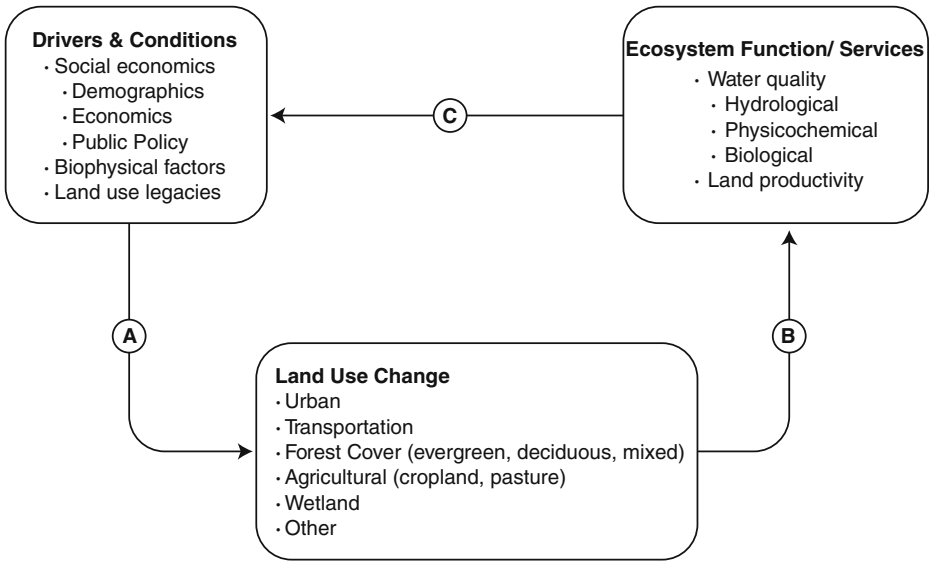 Drivers & Conditions
· Social economics
· Demographics
· Economics
· Public Policy
· Biophysical factors
· Land use legacies
Ecosystem Function/ Services
· Water quality
· Hydrological
· Physicochemical
· Biological
· Land productivity
C
A
B
Land Use Change
· Urban
· Transportation
· Forest Cover (evergreen, deciduous, mixed)
· Agricultural (cropland, pasture)
· Wetland
· Other